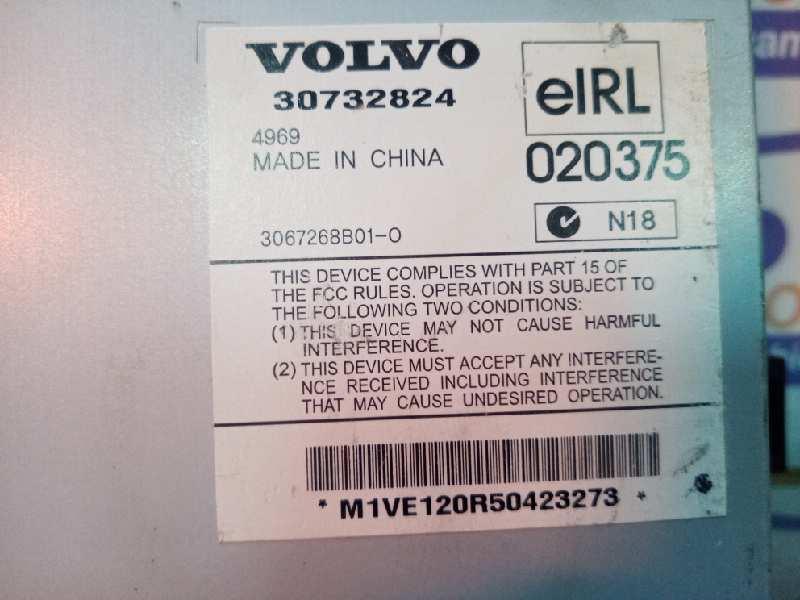 VOLVO
30732824
4969
MADE IN CHINA
eIRL
020375
N18
3067268B01-O
THIS DEVICE COMPLIES WITH PART 15 OF
THE FCC RULES. OPERATION IS SUBJECT TO
THE FOLLOWING TWO CONDITIONS:
(1) THIS DEVICE MAY NOT CAUSE HARMFUL
INTERFERENCE.
(2) THIS DEVICE MUST ACCEPT ANY INTERFERE-
NCE RECEIVED INCLUDING INTERFERENCE
THAT MAY CAUSE UNDESIRED OPERATION.
* M1VE120R50423273 *